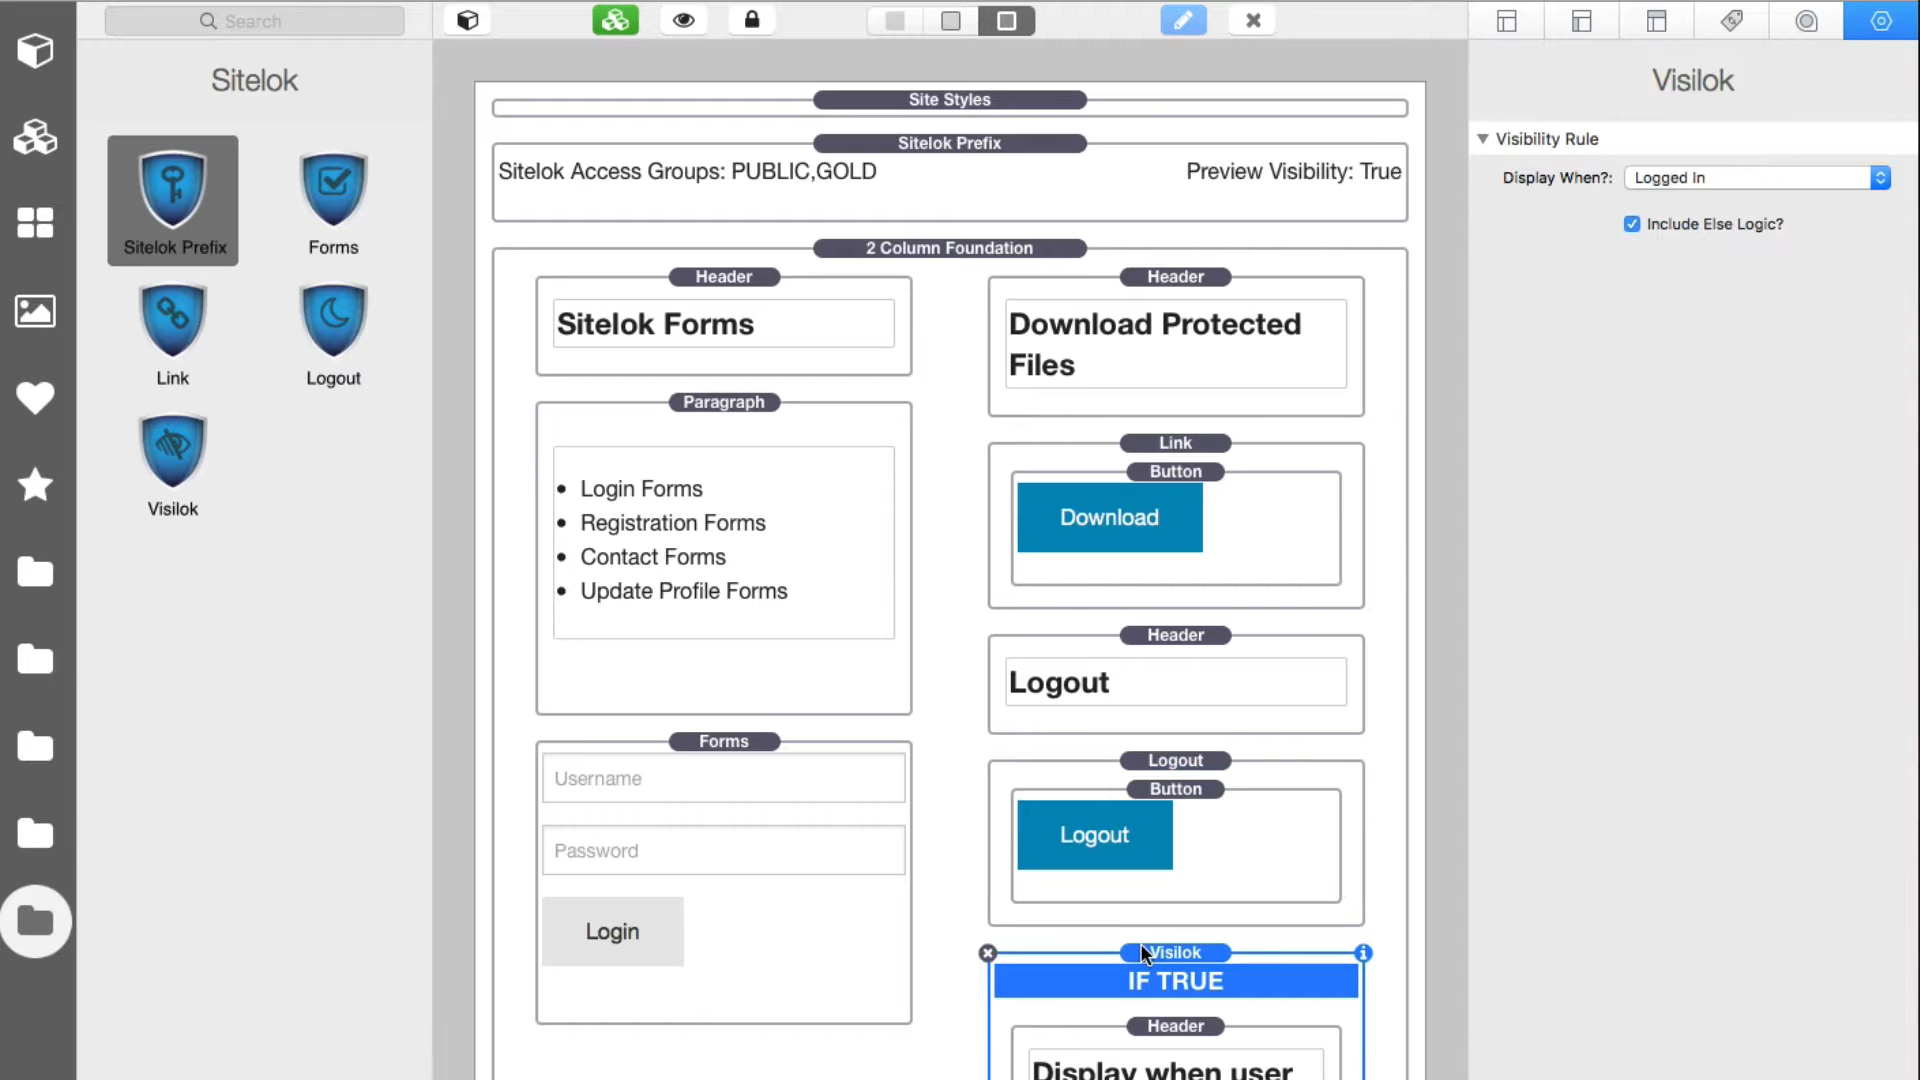 Search
Sitelok
Sitelok Prefix
Forms
Link
Logout
Visilok
Site Styles
Sitelok Prefix
Sitelok Access Groups: PUBLIC,GOLD
Preview Visibility: True
2 Column Foundation
Header
Sitelok Forms
Paragraph
Login Forms
Registration Forms
Contact Forms
Update Profile Forms
Forms
Username
Password
Login
Header
Download Protected
Files
Link
Button
Download
Header
Logout
Logout
Button
Logout
Visilok
IF TRUE
Header
Display when user
Visilok
Visibility Rule
Display When?: Logged In
Include Else Logic?